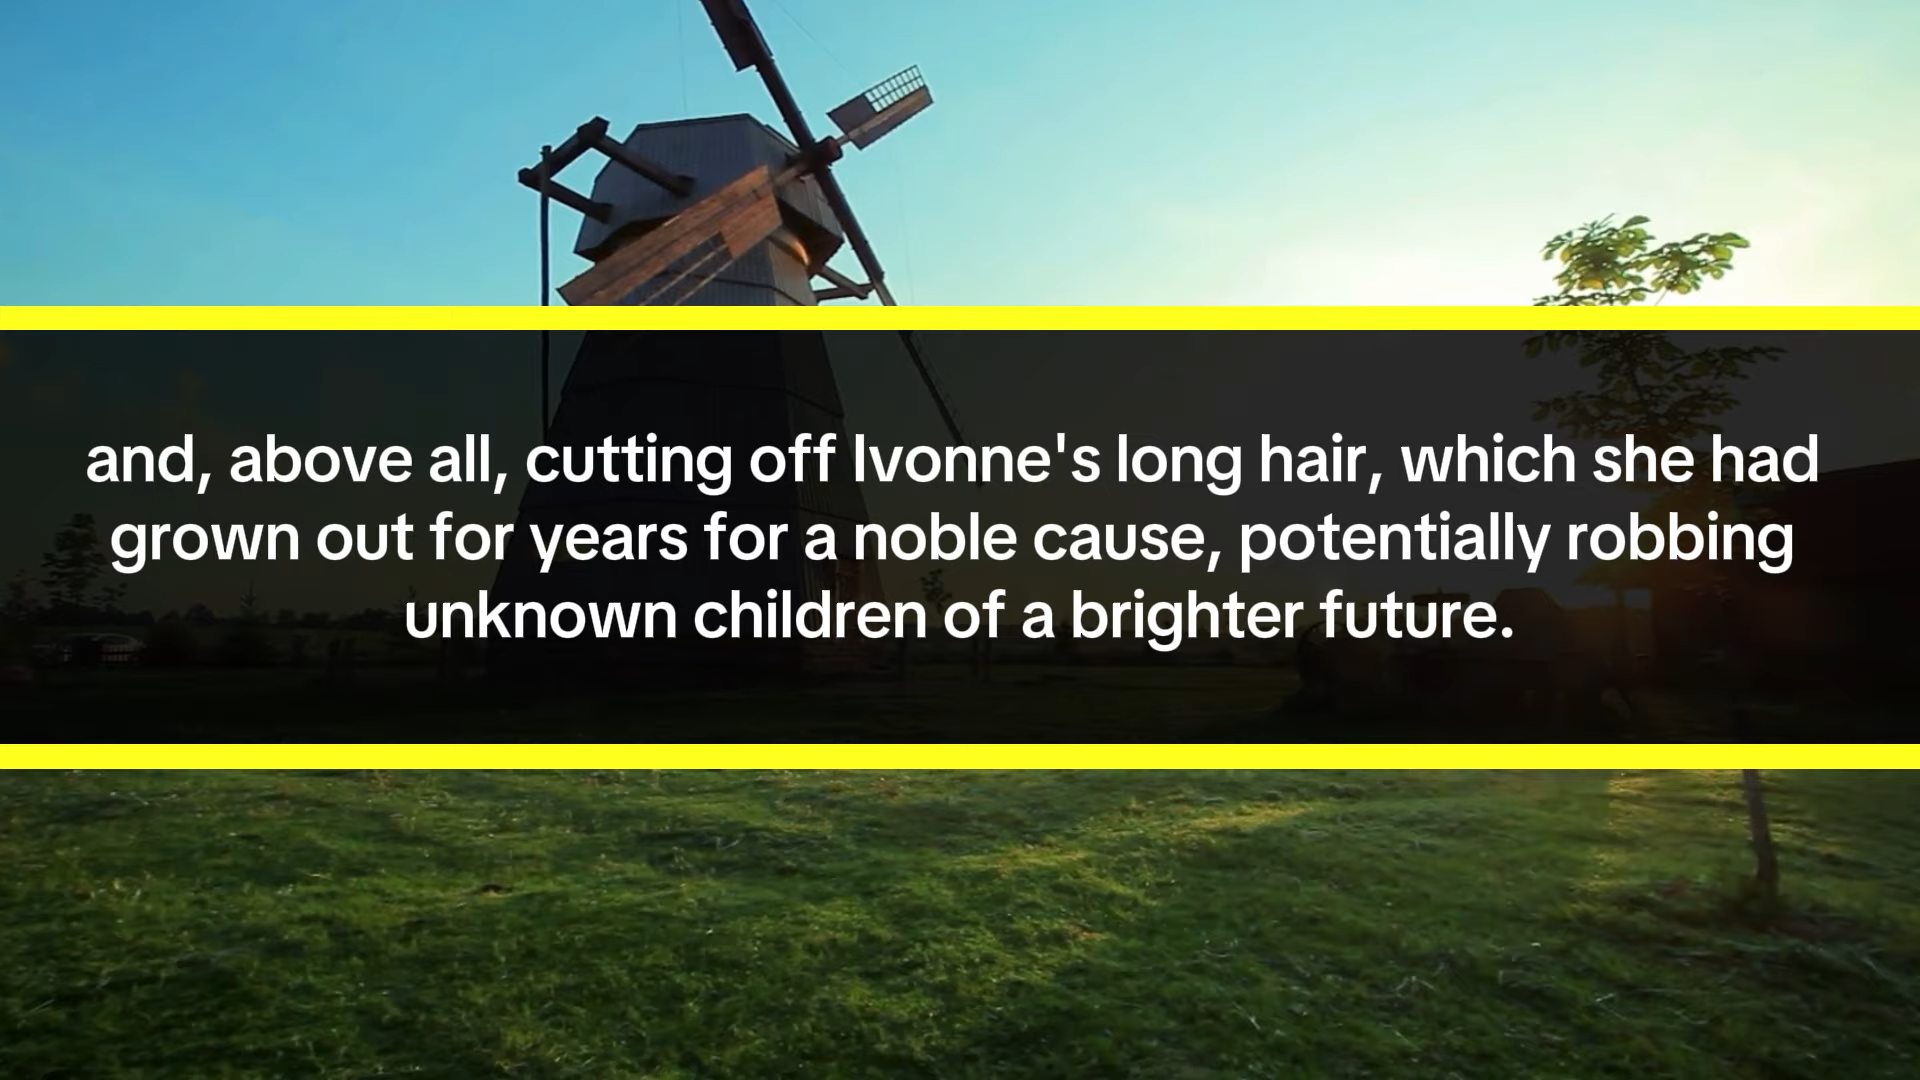 and, above all, cutting off Ivonne's long hair, which she had
grown out for years for a noble cause, potentially robbing
unknown children of a brighter future.